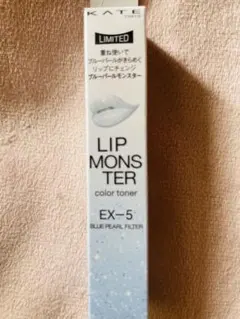 KATE
TOKYO
LIMITED
重ね使いで
ブルーパールがきらめく
リップにチェンジ
ブルーパールモンスター
LIP
MONS
TER
color toner
EX-5
BLUE PEARL FILTER